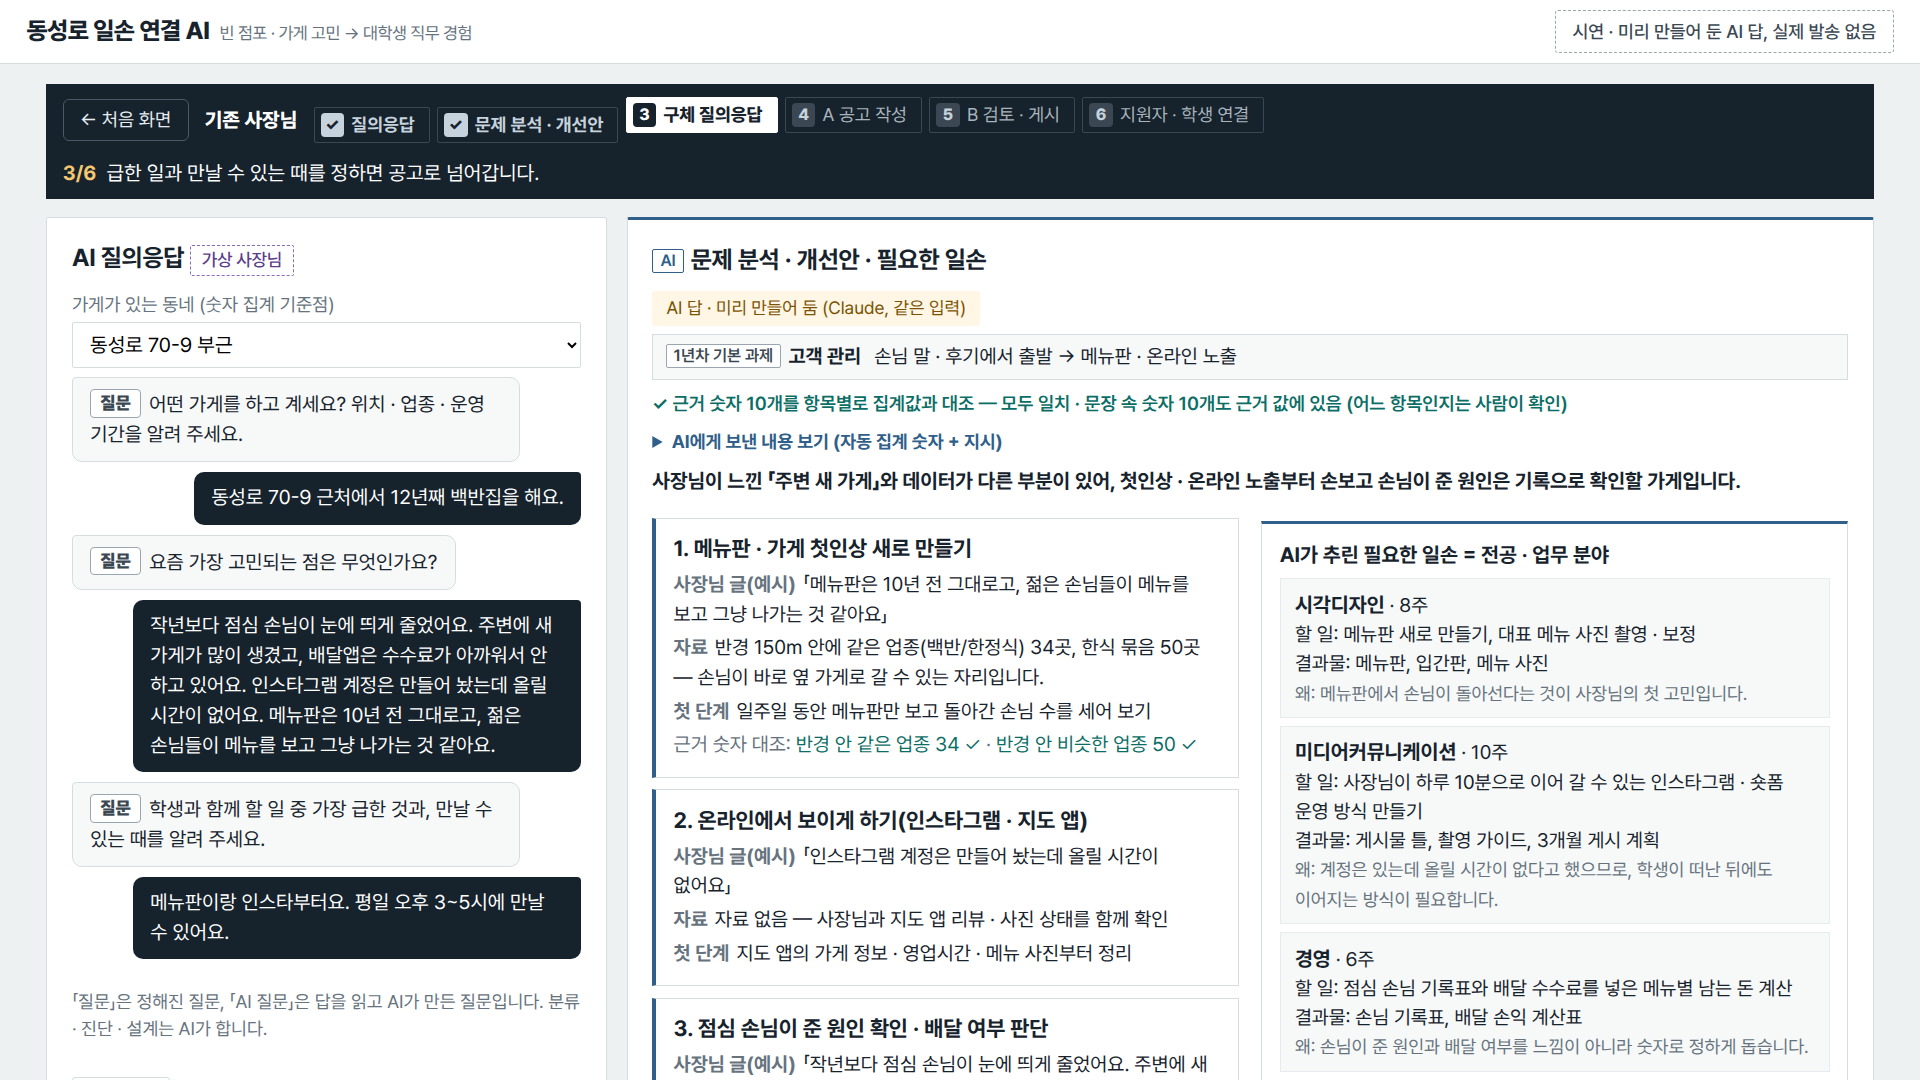 동성로 일손 연결 AI 빈 점포 · 가게 고민 → 대학생 직무 경험
시연 · 미리 만들어 둔 AI 답, 실제 발송 없음
← 처음 화면 기존 사장님 ✓ 질의응답 ✓ 문제 분석 · 개선안 3 구체 질의응답 4 A 공고 작성 5 B 검토 · 게시 6 지원자 · 학생 연결
3/6 급한 일과 만날 수 있는 때를 정하면 공고로 넘어갑니다.
AI 질의응답 가상 사장님
가게가 있는 동네 (숫자 집계 기준점)
동성로 70-9 부근
질문 어떤 가게를 하고 계세요? 위치 · 업종 · 운영
기간을 알려 주세요.
동성로 70-9 근처에서 12년째 백반집을 해요.
질문 요즘 가장 고민되는 점은 무엇인가요?
작년보다 점심 손님이 눈에 띄게 줄었어요. 주변에 새
가게가 많이 생겼고, 배달앱은 수수료가 아까워서 안
하고 있어요. 인스타그램 계정은 만들어 놨는데 올릴
시간이 없어요. 메뉴판은 10년 전 그대로고, 젊은
손님들이 메뉴를 보고 그냥 나가는 것 같아요.
질문 학생과 함께 할 일 중 가장 급한 것과, 만날 수
있는 때를 알려 주세요.
메뉴판이랑 인스타부터요. 평일 오후 3~5시에 만날
수 있어요.
「질문」은 정해진 질문, 「AI 질문」은 답을 읽고 AI가 만든 질문입니다. 분류
· 진단 · 설계는 AI가 합니다.
AI 문제 분석 · 개선안 · 필요한 일손
AI 답 · 미리 만들어 둠 (Claude, 같은 입력)
1년차 기본 과제 고객 관리 손님 말 · 후기에서 출발 → 메뉴판 · 온라인 노출
✓ 근거 숫자 10개를 항목별로 집계값과 대조 — 모두 일치 · 문장 속 숫자 10개도 근거 값에 있음 (어느 항목인지는 사람이 확인)
▶ AI에게 보낸 내용 보기 (자동 집계 숫자 + 지시)
사장님이 느낀 「주변 새 가게」와 데이터가 다른 부분이 있어, 첫인상 · 온라인 노출부터 손보고 손님이 준 원인은 기록으로 확인할 가게입니다.
1. 메뉴판 · 가게 첫인상 새로 만들기
사장님 글(예시) 「메뉴판은 10년 전 그대로고, 젊은 손님들이 메뉴를
보고 그냥 나가는 것 같아요」
자료 반경 150m 안에 같은 업종(백반/한정식) 34곳, 한식 묶음 50곳
— 손님이 바로 옆 가게로 갈 수 있는 자리입니다.
첫 단계 일주일 동안 메뉴판만 보고 돌아간 손님 수를 세어 보기
근거 숫자 대조: 반경 안 같은 업종 34 ✓ · 반경 안 비슷한 업종 50 ✓
2. 온라인에서 보이게 하기(인스타그램 · 지도 앱)
사장님 글(예시) 「인스타그램 계정은 만들어 놨는데 올릴 시간이
없어요」
자료 자료 없음 — 사장님과 지도 앱 리뷰 · 사진 상태를 함께 확인
첫 단계 지도 앱의 가게 정보 · 영업시간 · 메뉴 사진부터 정리
3. 점심 손님이 준 원인 확인 · 배달 여부 판단
사장님 글(예시) 「작년보다 점심 손님이 눈에 띄게 줄었어요. 주변에 새
AI가 추린 필요한 일손 = 전공 · 업무 분야
시각디자인 · 8주
할 일: 메뉴판 새로 만들기, 대표 메뉴 사진 촬영 · 보정
결과물: 메뉴판, 입간판, 메뉴 사진
왜: 메뉴판에서 손님이 돌아선다는 것이 사장님의 첫 고민입니다.
미디어커뮤니케이션 · 10주
할 일: 사장님이 하루 10분으로 이어 갈 수 있는 인스타그램 · 숏폼
운영 방식 만들기
결과물: 게시물 틀, 촬영 가이드, 3개월 게시 계획
왜: 계정은 있는데 올릴 시간이 없다고 했으므로, 학생이 떠난 뒤에도
이어지는 방식이 필요합니다.
경영 · 6주
할 일: 점심 손님 기록표와 배달 수수료를 넣은 메뉴별 남는 돈 계산
결과물: 손님 기록표, 배달 손익 계산표
왜: 손님이 준 원인과 배달 여부를 느낌이 아니라 숫자로 정하게 돕습니다.